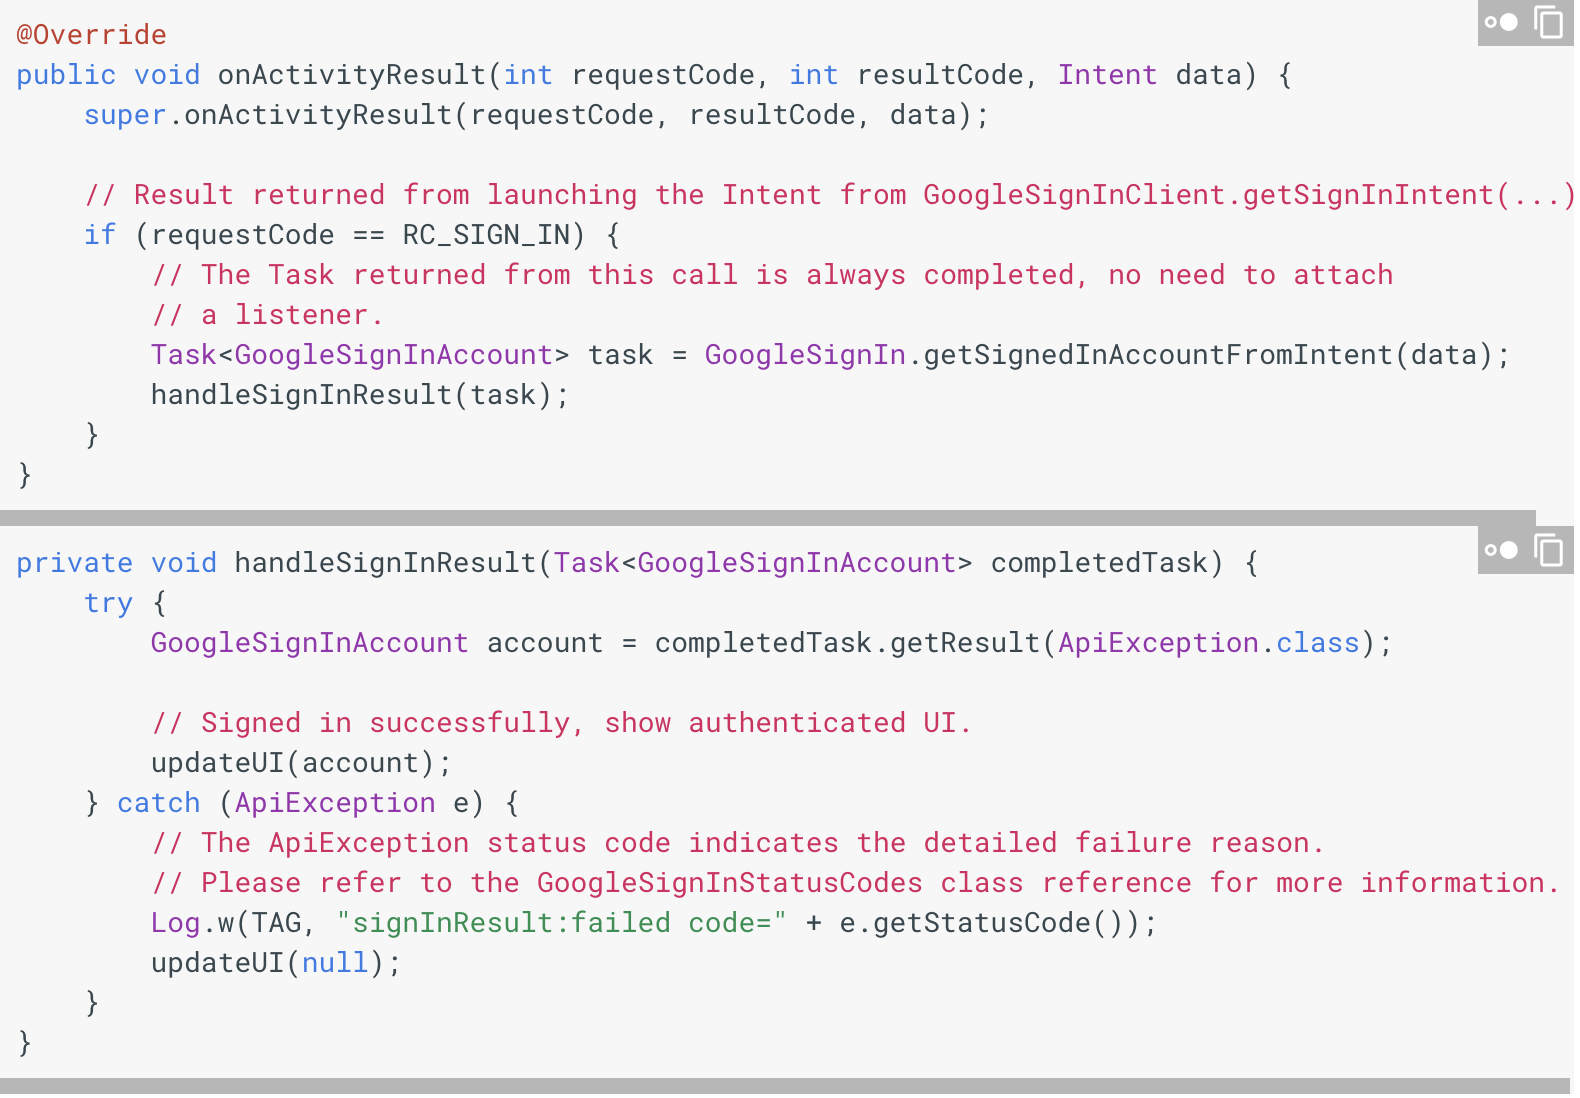 @Override
public void onActivityResult(int requestCode, int resultCode, Intent data) {
    super.onActivityResult(requestCode, resultCode, data);

    // Result returned from launching the Intent from GoogleSignInClient.getSignInIntent(...)
    if (requestCode == RC_SIGN_IN) {
        // The Task returned from this call is always completed, no need to attach
        // a listener.
        Task<GoogleSignInAccount> task = GoogleSignIn.getSignedInAccountFromIntent(data);
        handleSignInResult(task);
    }
}
private void handleSignInResult(Task<GoogleSignInAccount> completedTask) {
    try {
        GoogleSignInAccount account = completedTask.getResult(ApiException.class);

        // Signed in successfully, show authenticated UI.
        updateUI(account);
    } catch (ApiException e) {
        // The ApiException status code indicates the detailed failure reason.
        // Please refer to the GoogleSignInStatusCodes class reference for more information.
        Log.w(TAG, "signInResult:failed code=" + e.getStatusCode());
        updateUI(null);
    }
}